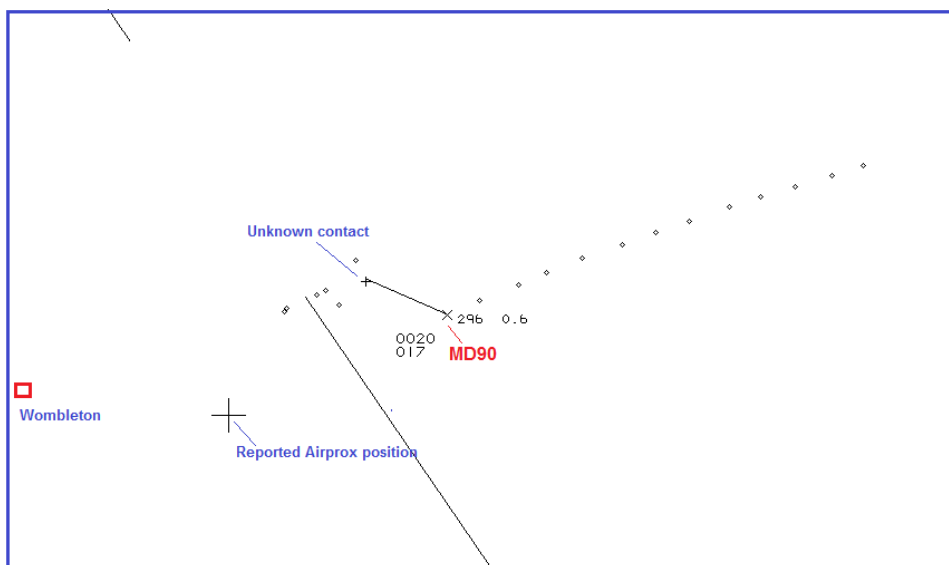 Unknown contact
296 0.6
0020
017
MD90
Wombleton
Reported Airprox position